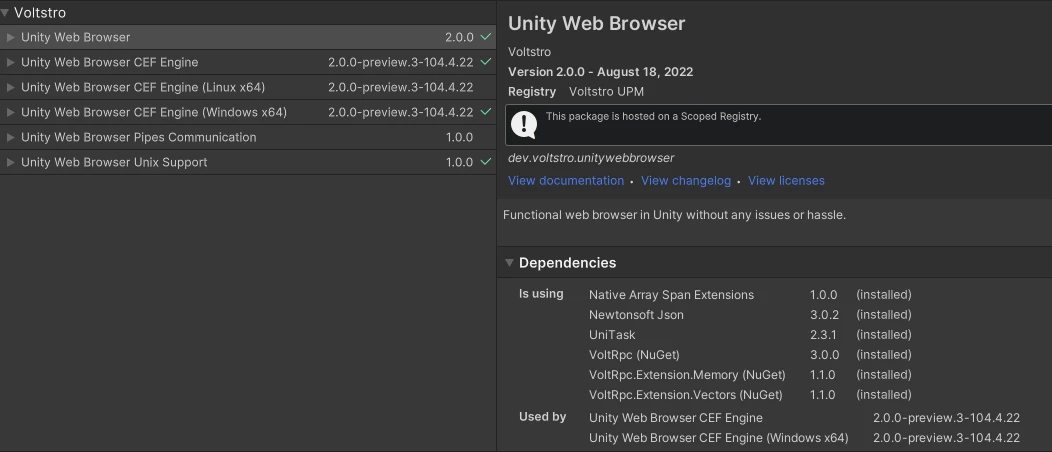 Voltstro
Unity Web Browser 2.0.0
Unity Web Browser CEF Engine 2.0.0-preview.3-104.4.22
Unity Web Browser CEF Engine (Linux x64) 2.0.0-preview.3-104.4.22
Unity Web Browser CEF Engine (Windows x64) 2.0.0-preview.3-104.4.22
Unity Web Browser Pipes Communication 1.0.0
Unity Web Browser Unix Support 1.0.0
Unity Web Browser
Voltstro
Version 2.0.0 - August 18, 2022
Registry Voltstro UPM
This package is hosted on a Scoped Registry.
dev.voltstro.unitywebbrowser
View documentation • View changelog • View licenses
Functional web browser in Unity without any issues or hassle.
Dependencies
Is using Native Array Span Extensions 1.0.0 (installed)
Newtonsoft Json 3.0.2 (installed)
UniTask 2.3.1 (installed)
VoltRpc (NuGet) 3.0.0 (installed)
VoltRpc.Extension.Memory (NuGet) 1.1.0 (installed)
VoltRpc.Extension.Vectors (NuGet) 1.1.0 (installed)
Used by Unity Web Browser CEF Engine 2.0.0-preview.3-104.4.22
Unity Web Browser CEF Engine (Windows x64) 2.0.0-preview.3-104.4.22